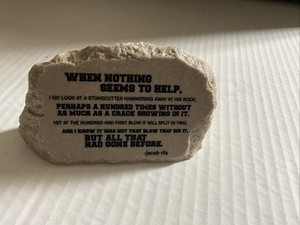 WHEN NOTHING
SEEMS TO HELP,
I GO LOOK AT A STONECUTTER HAMMERING AWAY AT HIS ROCK,
PERHAPS A HUNDRED TIMES WITHOUT
AS MUCH AS A CRACK SHOWING IN IT.
YET AT THE HUNDRED AND FIRST BLOW IT WILL SPLIT IN TWO,
AND I KNOW IT WAS NOT THAT BLOW THAT DID IT,
BUT ALL THAT
HAD GONE BEFORE.
-jacob riis